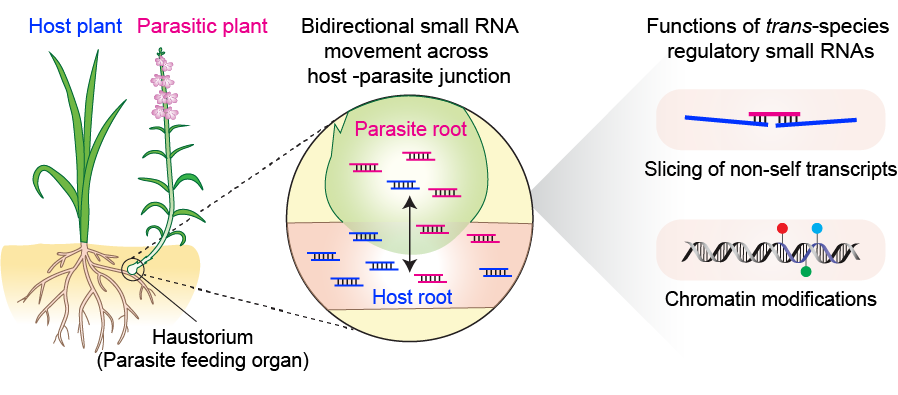 Host plant
Parasitic plant
Bidirectional small RNA
movement across
host -parasite junction
Functions of trans-species
regulatory small RNAs
Parasite root
Host root
Haustorium
(Parasite feeding organ)
Slicing of non-self transcripts
Chromatin modifications